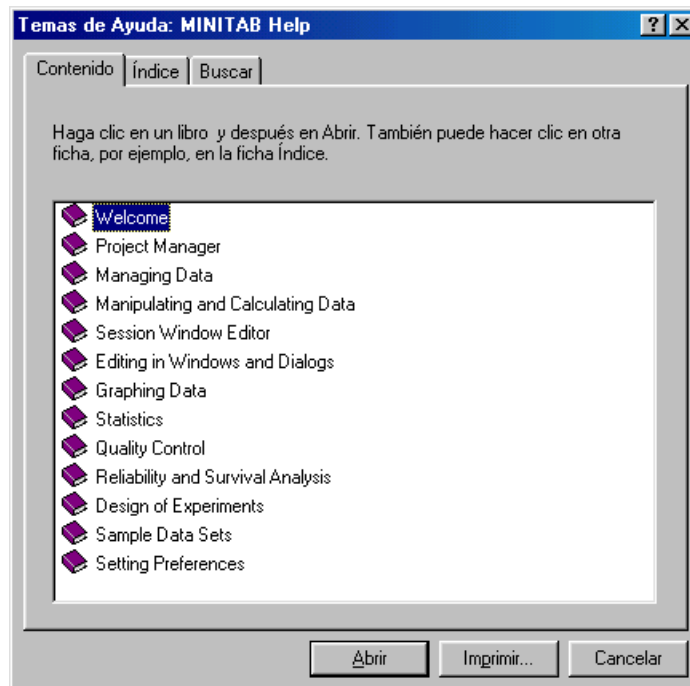 Temas de Ayuda: MINITAB Help
Contenido Índice Buscar
Haga clic en un libro y después en Abrir. También puede hacer clic en otra
ficha, por ejemplo, en la ficha Índice.
Welcome
Project Manager
Managing Data
Manipulating and Calculating Data
Session Window Editor
Editing in Windows and Dialogs
Graphing Data
Statistics
Quality Control
Reliability and Survival Analysis
Design of Experiments
Sample Data Sets
Setting Preferences
Abrir Imprimir... Cancelar